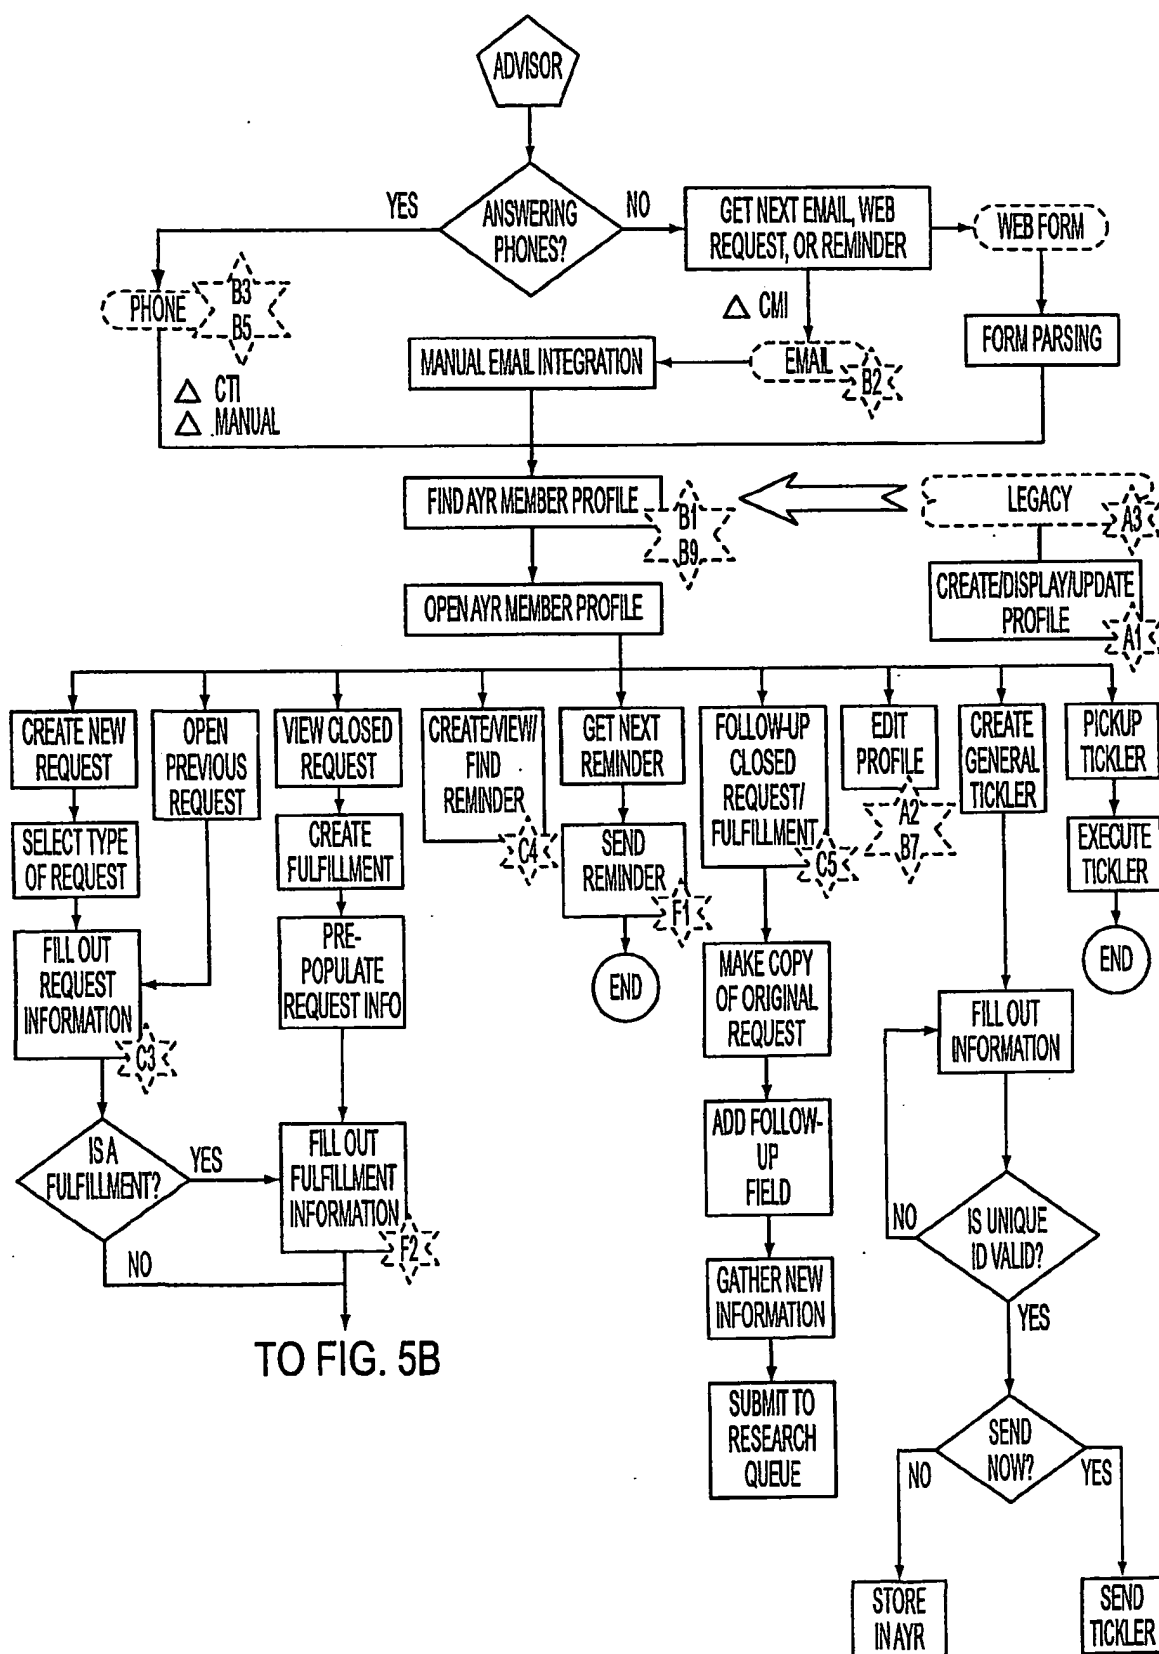 ADVISOR
ANSWERING
PHONES?
YES
NO
GET NEXT EMAIL, WEB
REQUEST, OR REMINDER
WEB FORM
PHONE
B3
B5
CMI
FORM PARSING
MANUAL EMAIL INTEGRATION
EMAIL
B2
CTI
MANUAL
FIND AYR MEMBER PROFILE
B1
B9
LEGACY
A3
OPEN AYR MEMBER PROFILE
CREATE/DISPLAY/UPDATE
PROFILE
A1
CREATE NEW
REQUEST
OPEN
PREVIOUS
REQUEST
VIEW CLOSED
REQUEST
CREATE/VIEW/
FIND
REMINDER
C4
GET NEXT
REMINDER
FOLLOW-UP
CLOSED
REQUEST/
FULFILLMENT
C5
EDIT
PROFILE
A2
B7
CREATE
GENERAL
TICKLER
PICKUP
TICKLER
SELECT TYPE
OF REQUEST
CREATE
FULFILLMENT
SEND
REMINDER
F1
EXECUTE
TICKLER
FILL OUT
REQUEST
INFORMATION
C3
PRE-
POPULATE
REQUEST INFO
END
MAKE COPY
OF ORIGINAL
REQUEST
END
FILL OUT
INFORMATION
IS A
FULFILLMENT?
YES
NO
FILL OUT
FULFILLMENT
INFORMATION
F2
ADD FOLLOW-
UP
FIELD
IS UNIQUE
ID VALID?
NO
YES
TO FIG. 5B
GATHER NEW
INFORMATION
SUBMIT TO
RESEARCH
QUEUE
SEND
NOW?
NO
YES
STORE
IN AYR
SEND
TICKLER